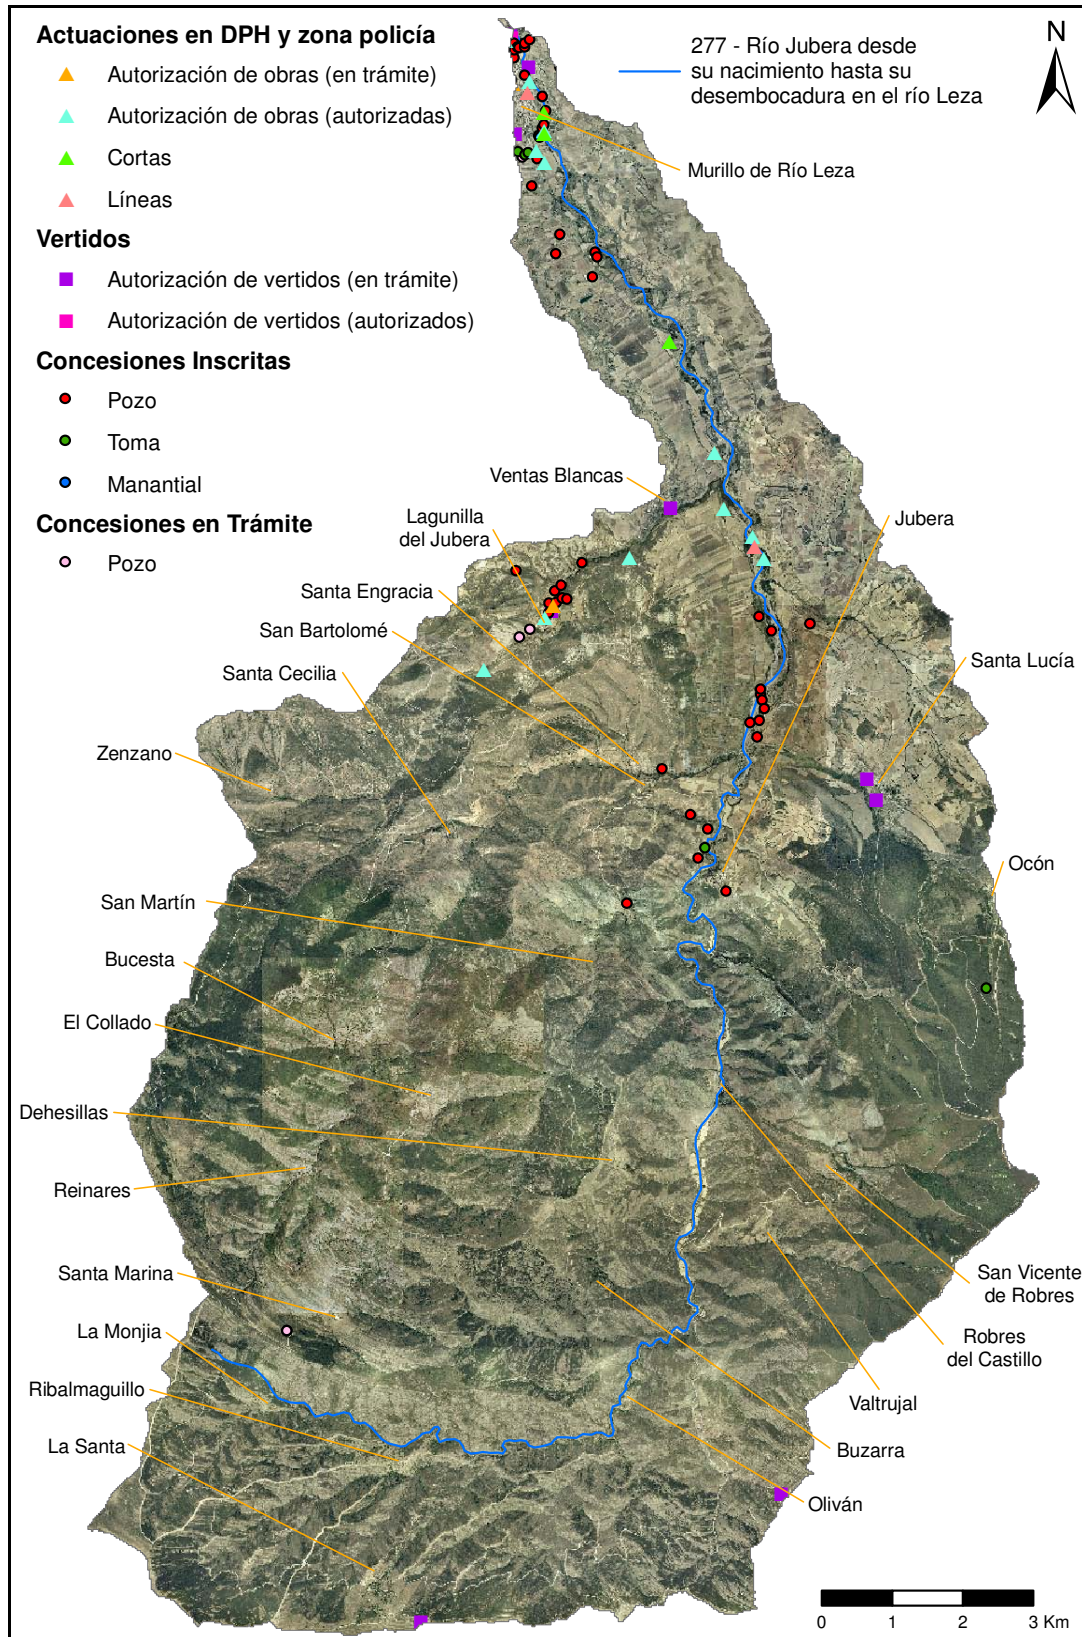 Actuaciones en DPH y zona policía
Autorización de obras (en trámite)
Autorización de obras (autorizadas)
Cortas
Líneas
Vertidos
Autorización de vertidos (en trámite)
Autorización de vertidos (autorizados)
Concesiones Inscritas
Pozo
Toma
Manantial
Concesiones en Trámite
Pozo
277 - Río Jubera desde
su nacimiento hasta su
desembocadura en el río Leza
N
Murillo de Río Leza
Ventas Blancas
Lagunilla
del Jubera
Jubera
Santa Engracia
San Bartolomé
Santa Cecilia
Santa Lucía
Zenzano
Ocón
San Martín
Bucesta
El Collado
Dehesillas
Reinares
Santa Marina
San Vicente
de Robres
La Monjia
Robres
del Castillo
Ribalmaguillo
Valtrujal
La Santa
Buzarra
Oliván
0 1 2 3 Km